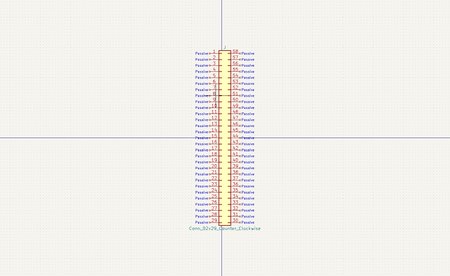 J
Passive 1 58 Passive
Passive 2 57 Passive
Passive 3 56 Passive
Passive 4 55 Passive
Passive 5 54 Passive
Passive 6 53 Passive
Passive 7 52 Passive
Passive 8 51 Passive
Passive 9 50 Passive
Passive 10 49 Passive
Passive 11 48 Passive
Passive 12 47 Passive
Passive 13 46 Passive
Passive 14 45 Passive
Passive 15 44 Passive
Passive 16 43 Passive
Passive 17 42 Passive
Passive 18 41 Passive
Passive 19 40 Passive
Passive 20 39 Passive
Passive 21 38 Passive
Passive 22 37 Passive
Passive 23 36 Passive
Passive 24 35 Passive
Passive 25 34 Passive
Passive 26 33 Passive
Passive 27 32 Passive
Passive 28 31 Passive
Passive 29 30 Passive
Conn_02x29_Counter_Clockwise